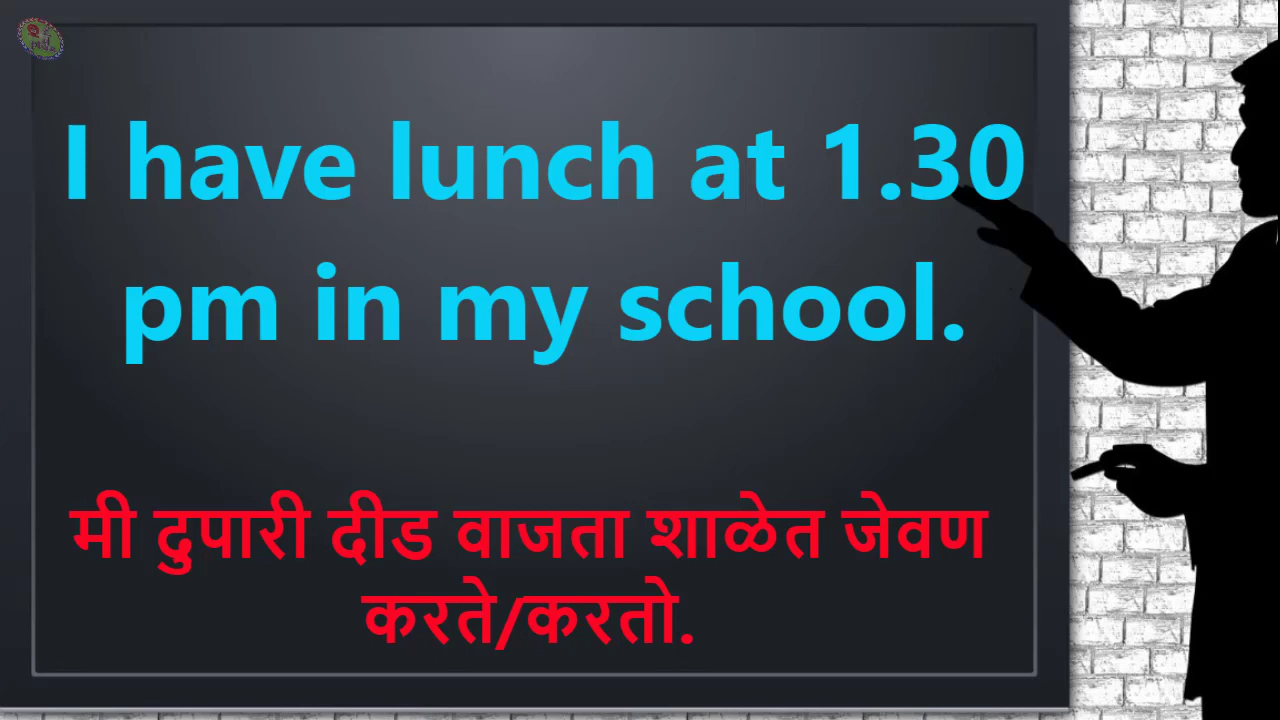 I have lunch at 1.30
pm in my school.
मी दुपारी दीड वाजता शाळेत जेवण
करते/करतो.